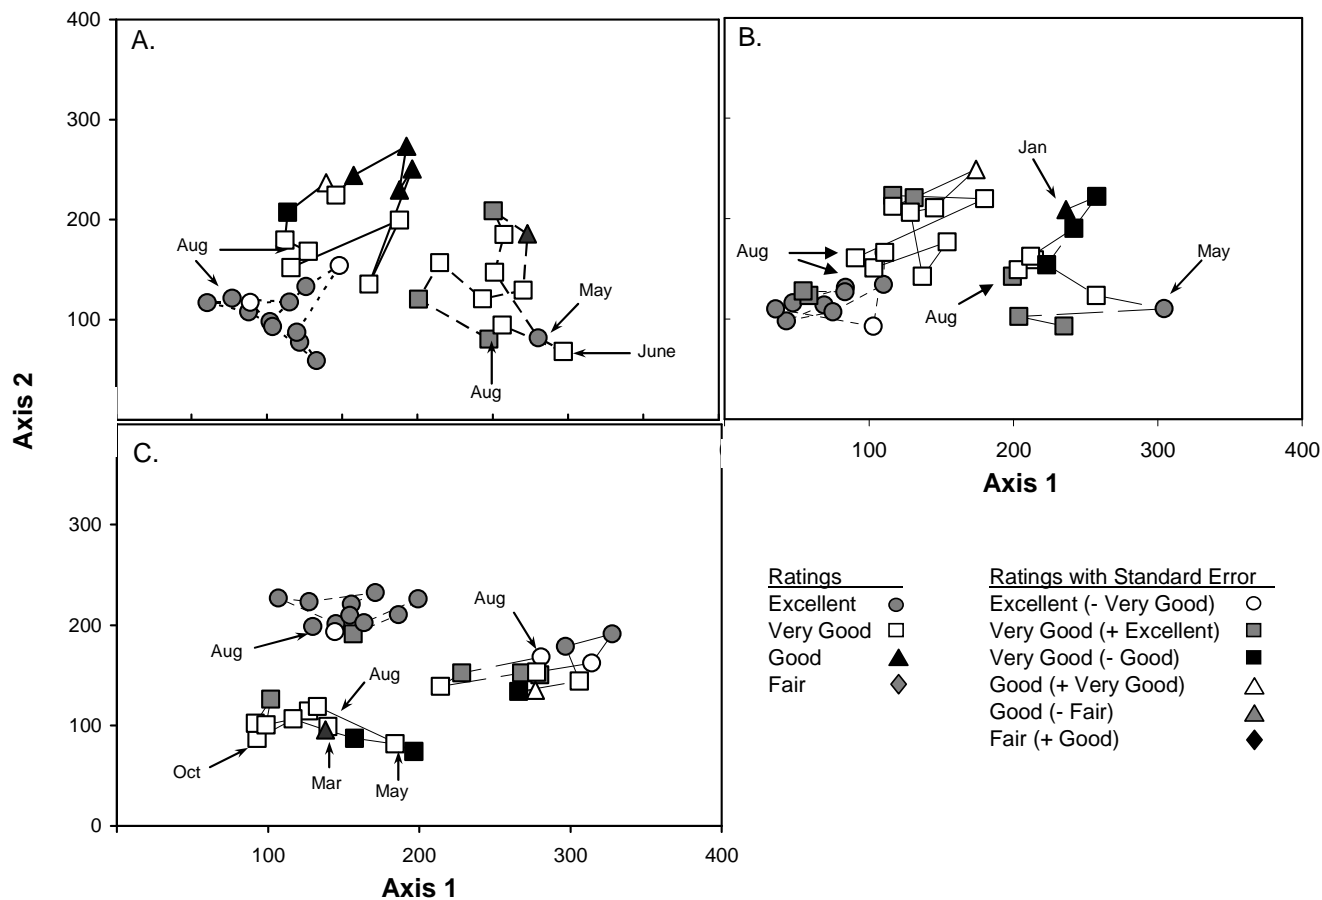 400
A.
300
200
Aug
May
June
Aug
100
Axis 2
B.
Jan
Aug
May
Aug
100
200
300
400
Axis 1
C.
300
200
100
0
Aug
Aug
Aug
Oct
Mar
May
100
200
300
400
Axis 1
Ratings
Excellent
Very Good
Good
Fair
Ratings with Standard Error
Excellent (- Very Good)
Very Good (+ Excellent)
Very Good (- Good)
Good (+ Very Good)
Good (- Fair)
Fair (+ Good)